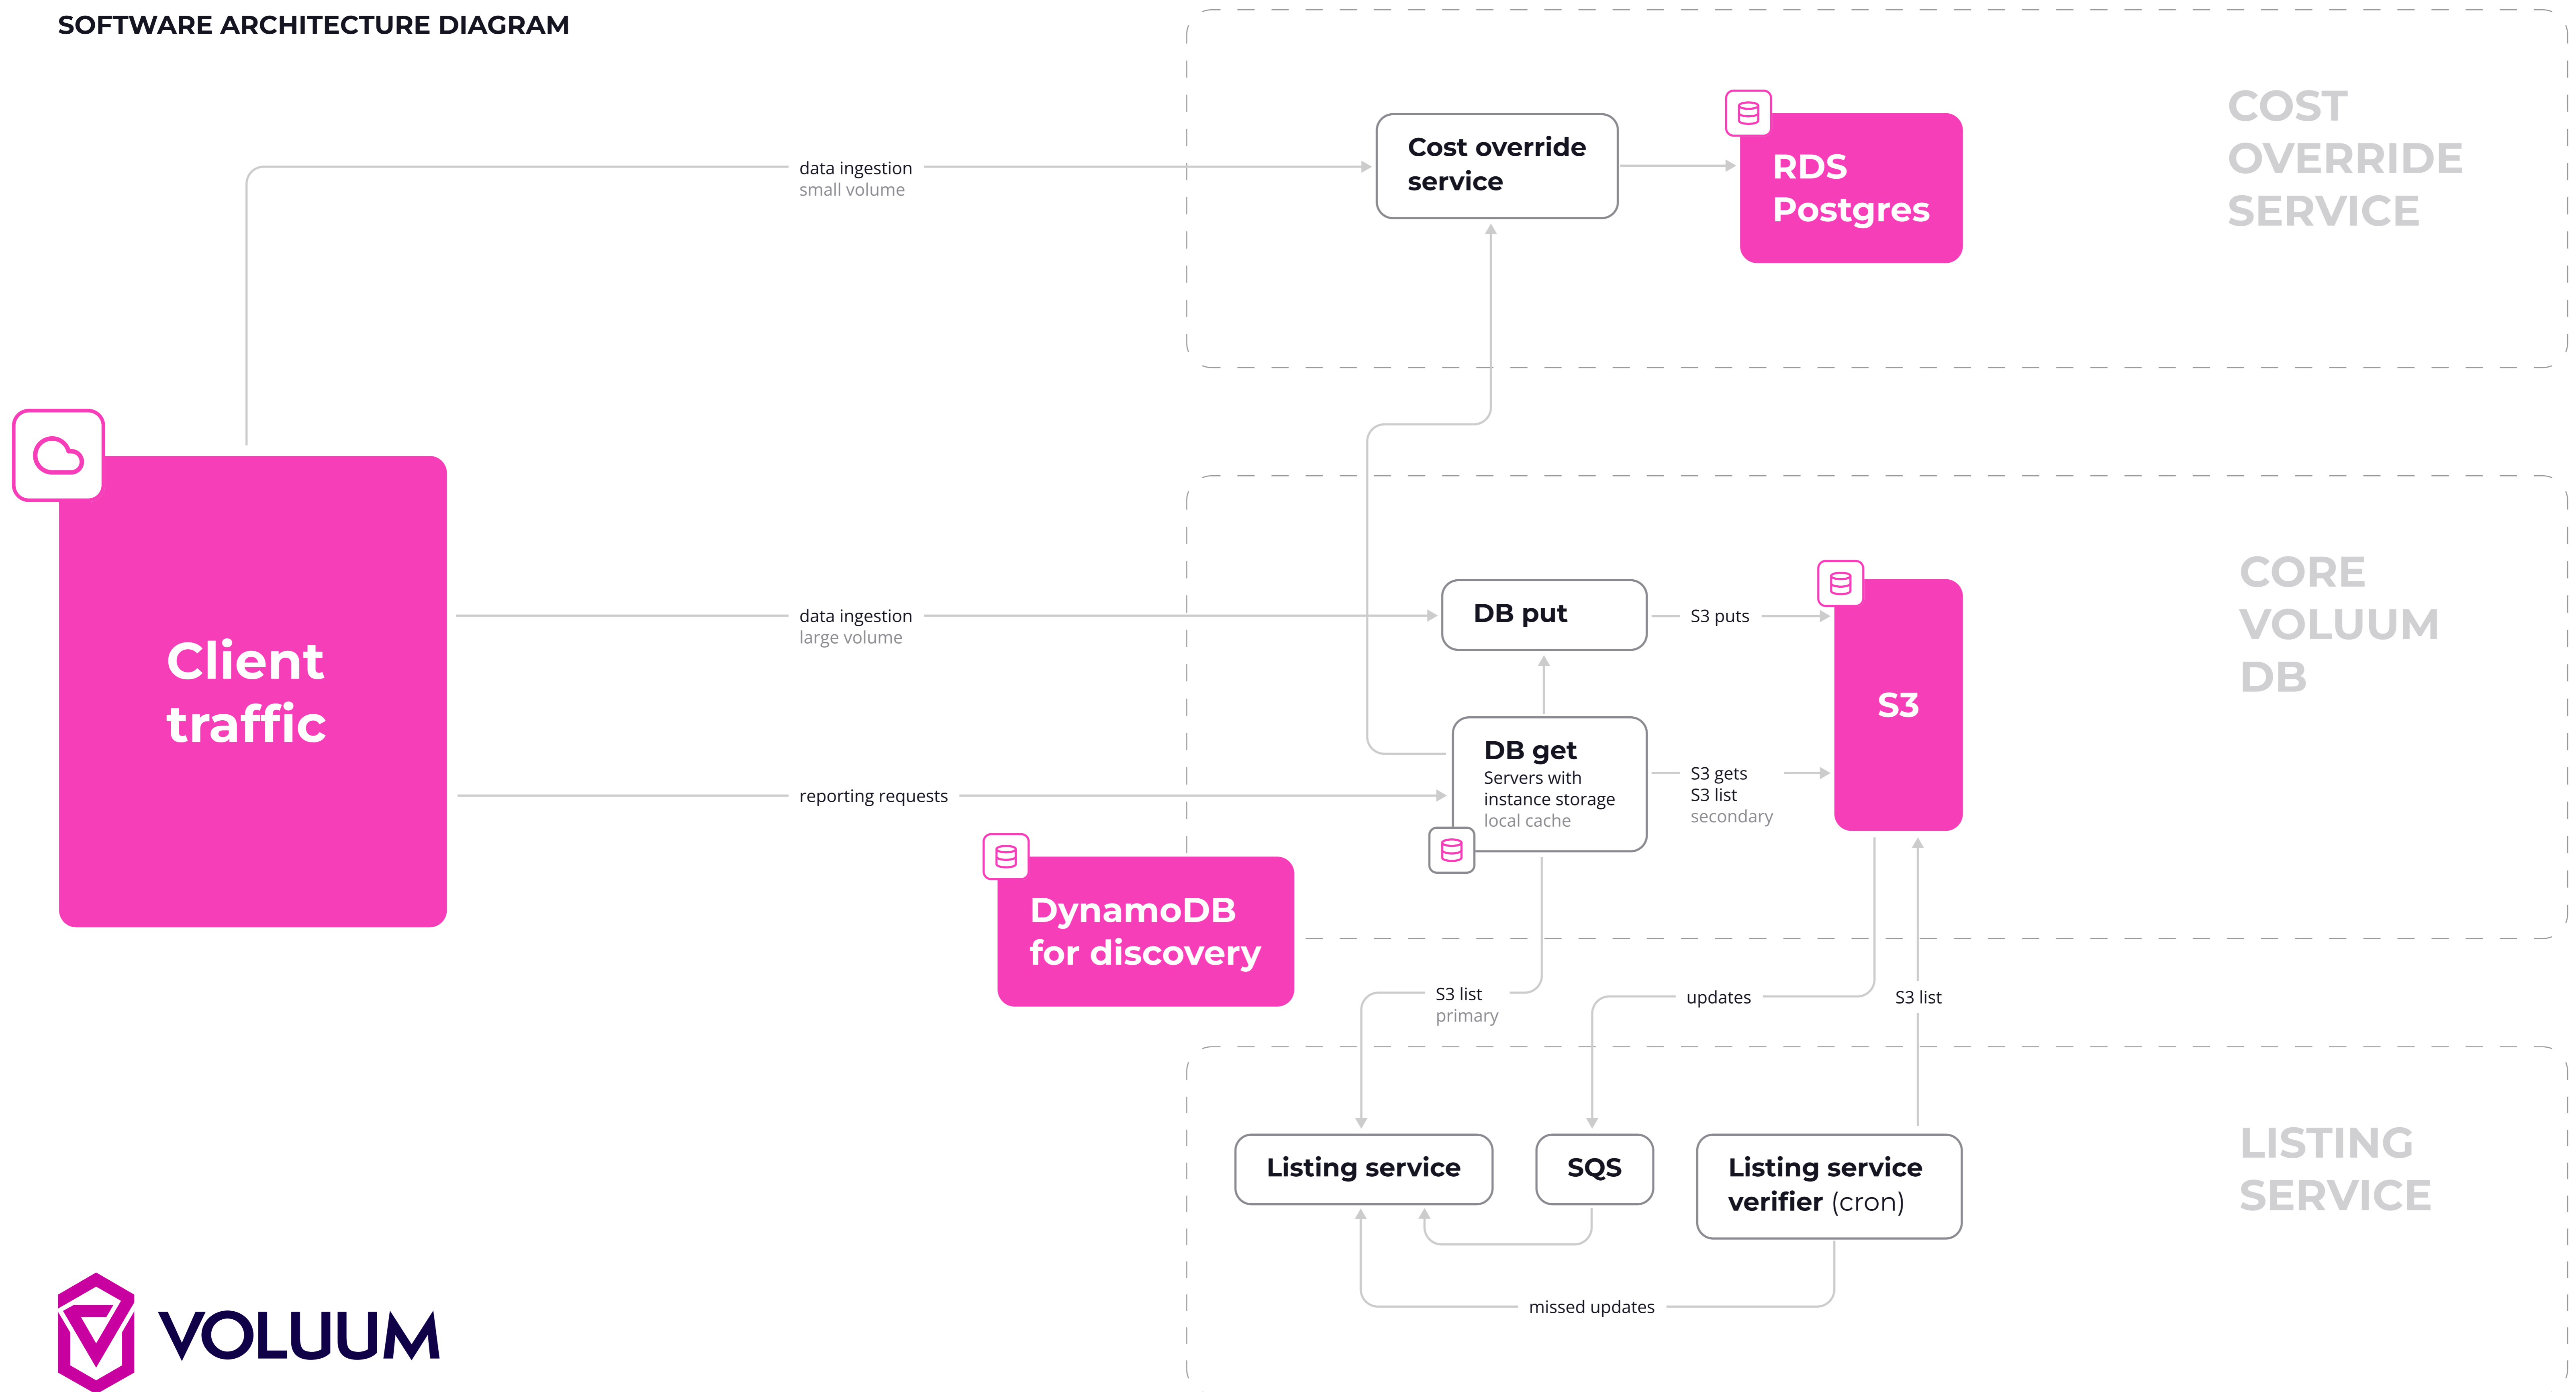 SOFTWARE ARCHITECTURE DIAGRAM
COST
OVERRIDE
SERVICE
Cost override
service
RDS
Postgres
data ingestion
small volume
Client
traffic
data ingestion
large volume
reporting requests
CORE
VOLUUM
DB
DB put
S3 puts
S3
DB get
Servers with
instance storage
local cache
S3 gets
S3 list
secondary
DynamoDB
for discovery
S3 list
primary
updates
S3 list
LISTING
SERVICE
Listing service
SQS
Listing service
verifier (cron)
missed updates
VOLUUM